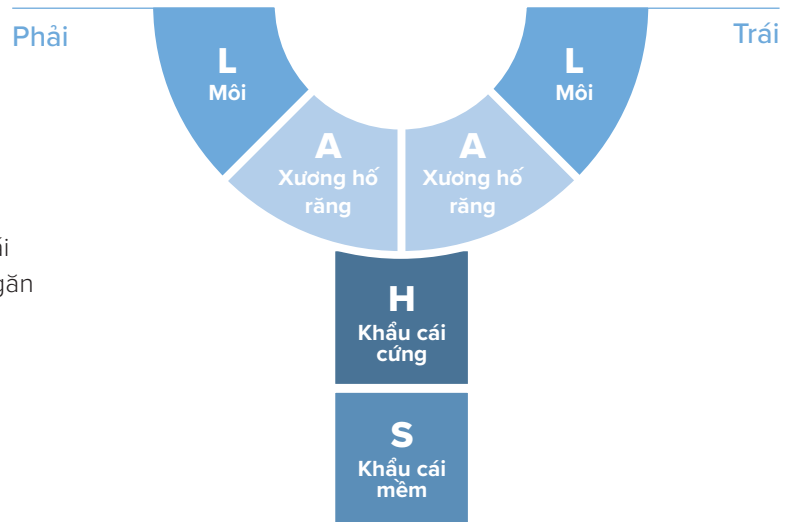 Phải
Trái
L
Môi
L
Môi
A
Xương hố
răng
A
Xương hố
răng
H
Khẩu cái
cứng
S
Khẩu cái
mềm